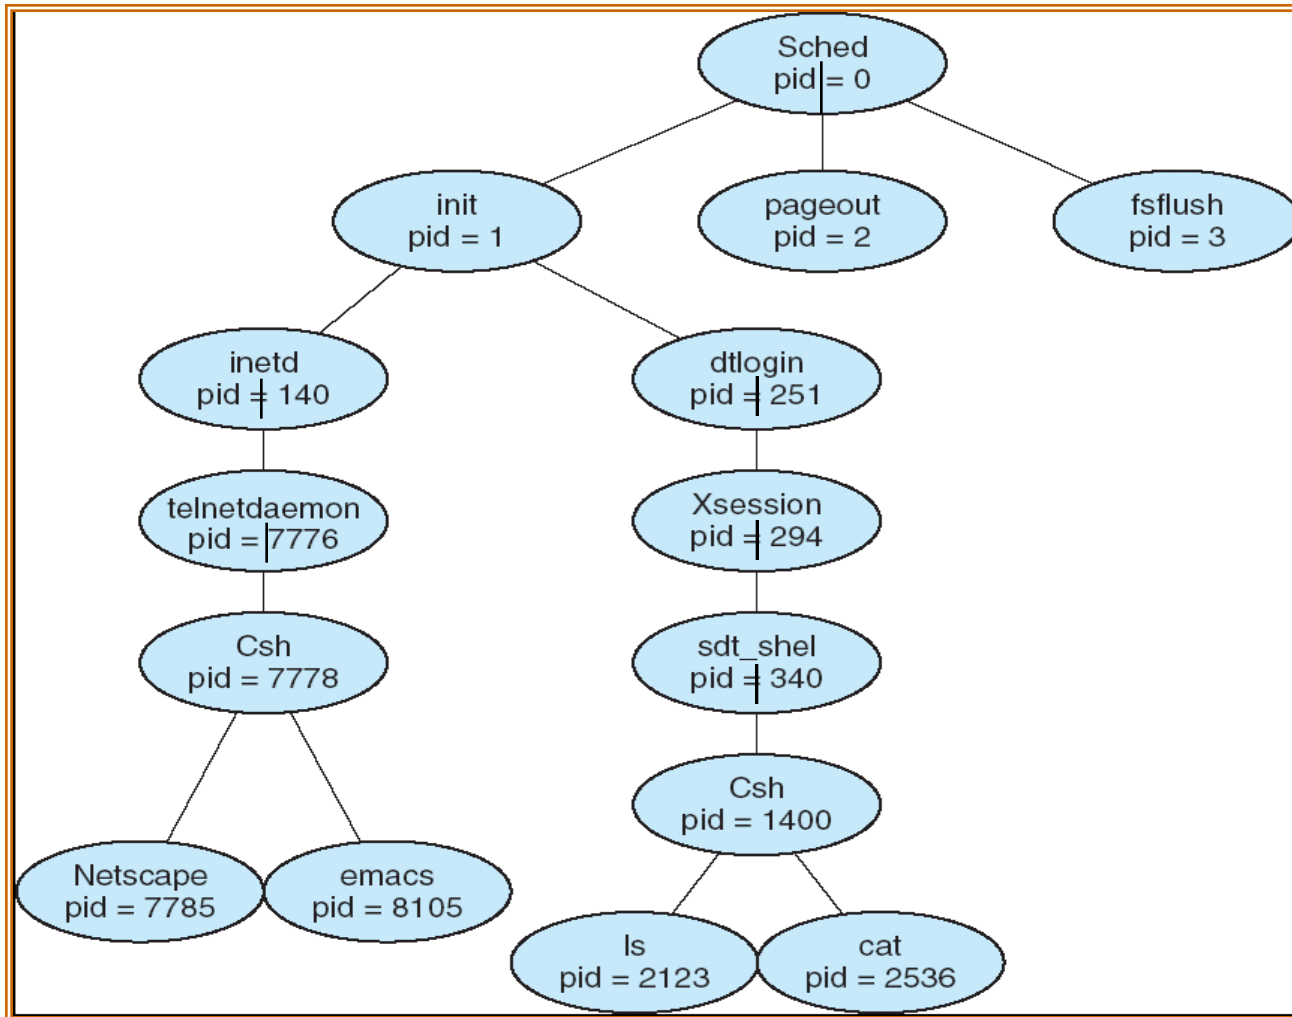 Sched
pid = 0
init
pid = 1
pageout
pid = 2
fsflush
pid = 3
inetd
pid = 140
dtlogin
pid = 251
telnetdaemon
pid = 7776
Xsession
pid = 294
Csh
pid = 7778
sdt_shel
pid = 340
Csh
pid = 1400
Netscape
pid = 7785
emacs
pid = 8105
ls
pid = 2123
cat
pid = 2536